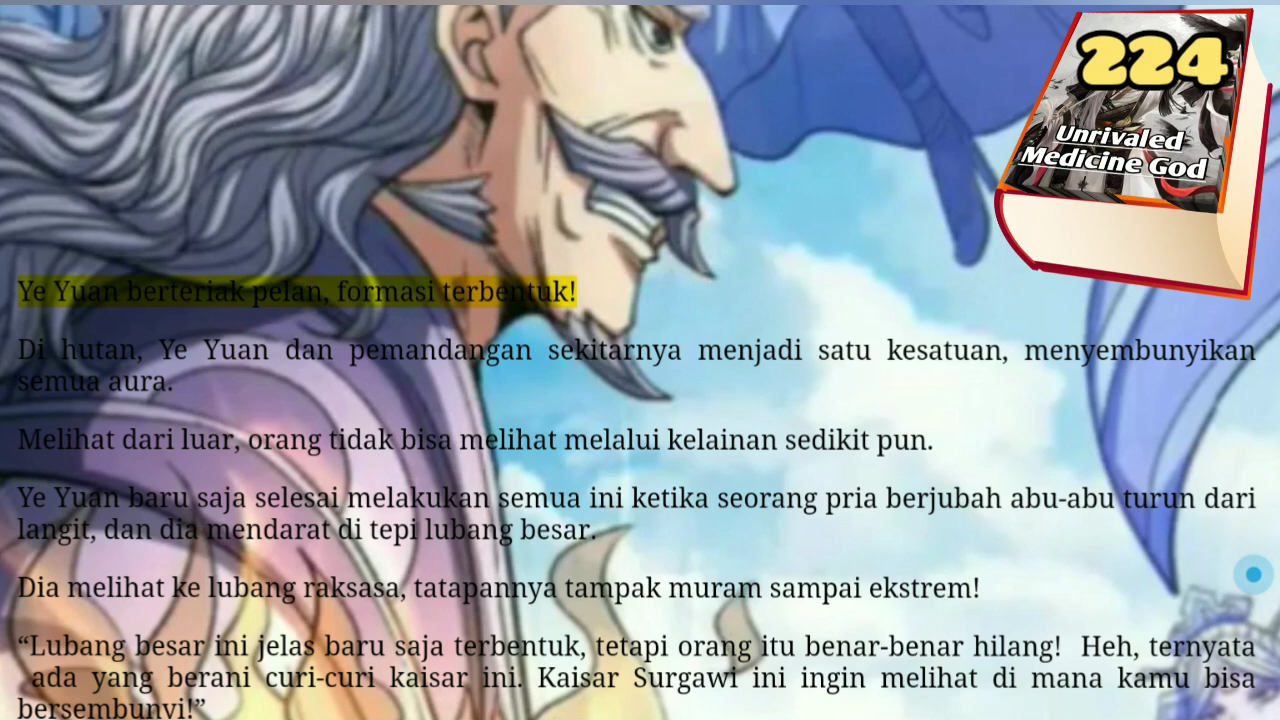 224
Unrivaled
Medicine God
Ye Yuan berteriak pelan, formasi terbentuk!
Di hutan, Ye Yuan dan pemandangan sekitarnya menjadi satu kesatuan, menyembunyikan
semua aura.
Melihat dari luar, orang tidak bisa melihat melalui kelainan sedikit pun.
Ye Yuan baru saja selesai melakukan semua ini ketika seorang pria berjubah abu-abu turun dari
langit, dan dia mendarat di tepi lubang besar.
Dia melihat ke lubang raksasa, tatapannya tampak muram sampai ekstrem!
“Lubang besar ini jelas baru saja terbentuk, tetapi orang itu benar-benar hilang! Heh, ternyata
ada yang berani curi-curi kaisar ini. Kaisar Surgawi ini ingin melihat di mana kamu bisa
bersembunyi!”